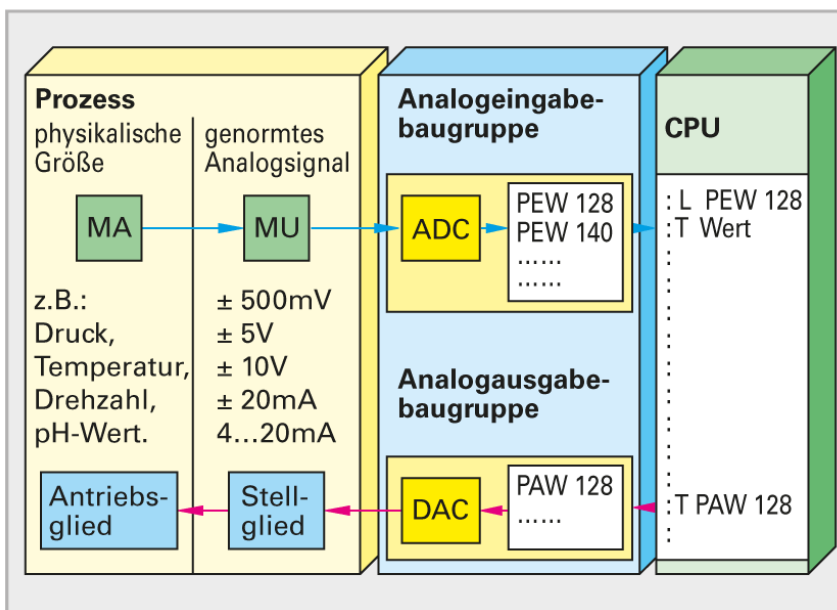 Prozess
physikalische
Größe
genormtes
Analogsignal
MA
MU
z.B.:
Druck,
Temperatur,
Drehzahl,
pH-Wert.
± 500mV
± 5V
± 10V
± 20mA
4...20mA
Antriebs-
glied
Stell-
glied
Analogeingabe-
baugruppe
ADC
PEW 128
PEW 140
......
......
Analogausgabe-
baugruppe
DAC
PAW 128
......
CPU
:L PEW 128
:T Wert
:
:
:
:
:
:
:
:
:
:T PAW 128
: